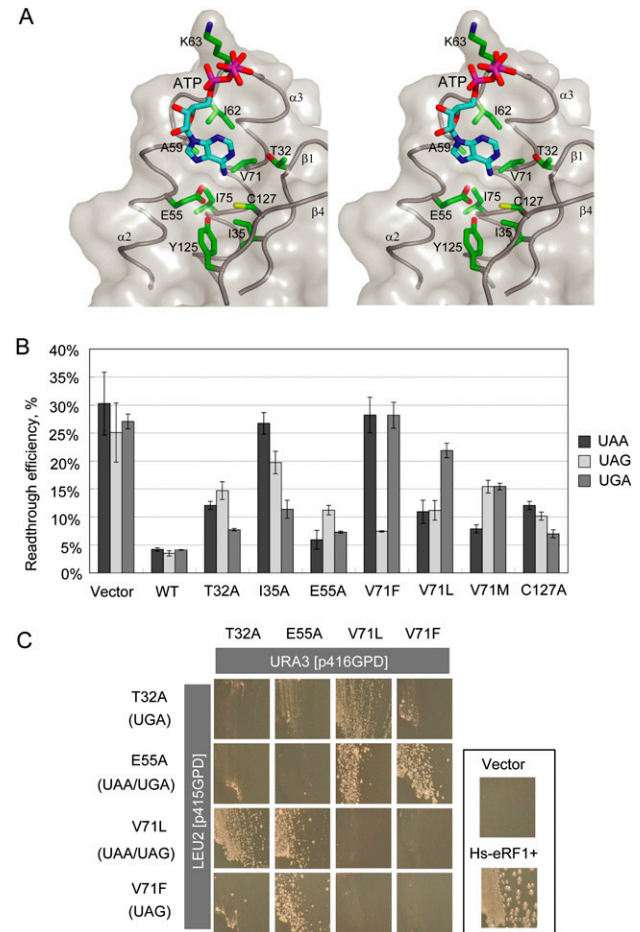 A
K63
ATP
α3
I62
A59
T32
β1
V71
I75
C127
E55
β4
α2
I35
Y125
K63
ATP
α3
I62
A59
T32
β1
V71
I75
C127
E55
β4
α2
I35
Y125
B
Readthrough efficiency, %
40%
35%
30%
25%
20%
15%
10%
5%
0%
Vector WT T32A I35A E55A V71F V71L V71M C127A
UAA
UAG
UGA
C
T32A E55A V71L V71F
URA3 [p416GPD]
LEU2 [p415GPD]
T32A
(UGA)
E55A
(UAA/UGA)
V71L
(UAA/UAG)
V71F
(UAG)
Vector
Hs-eRF1+